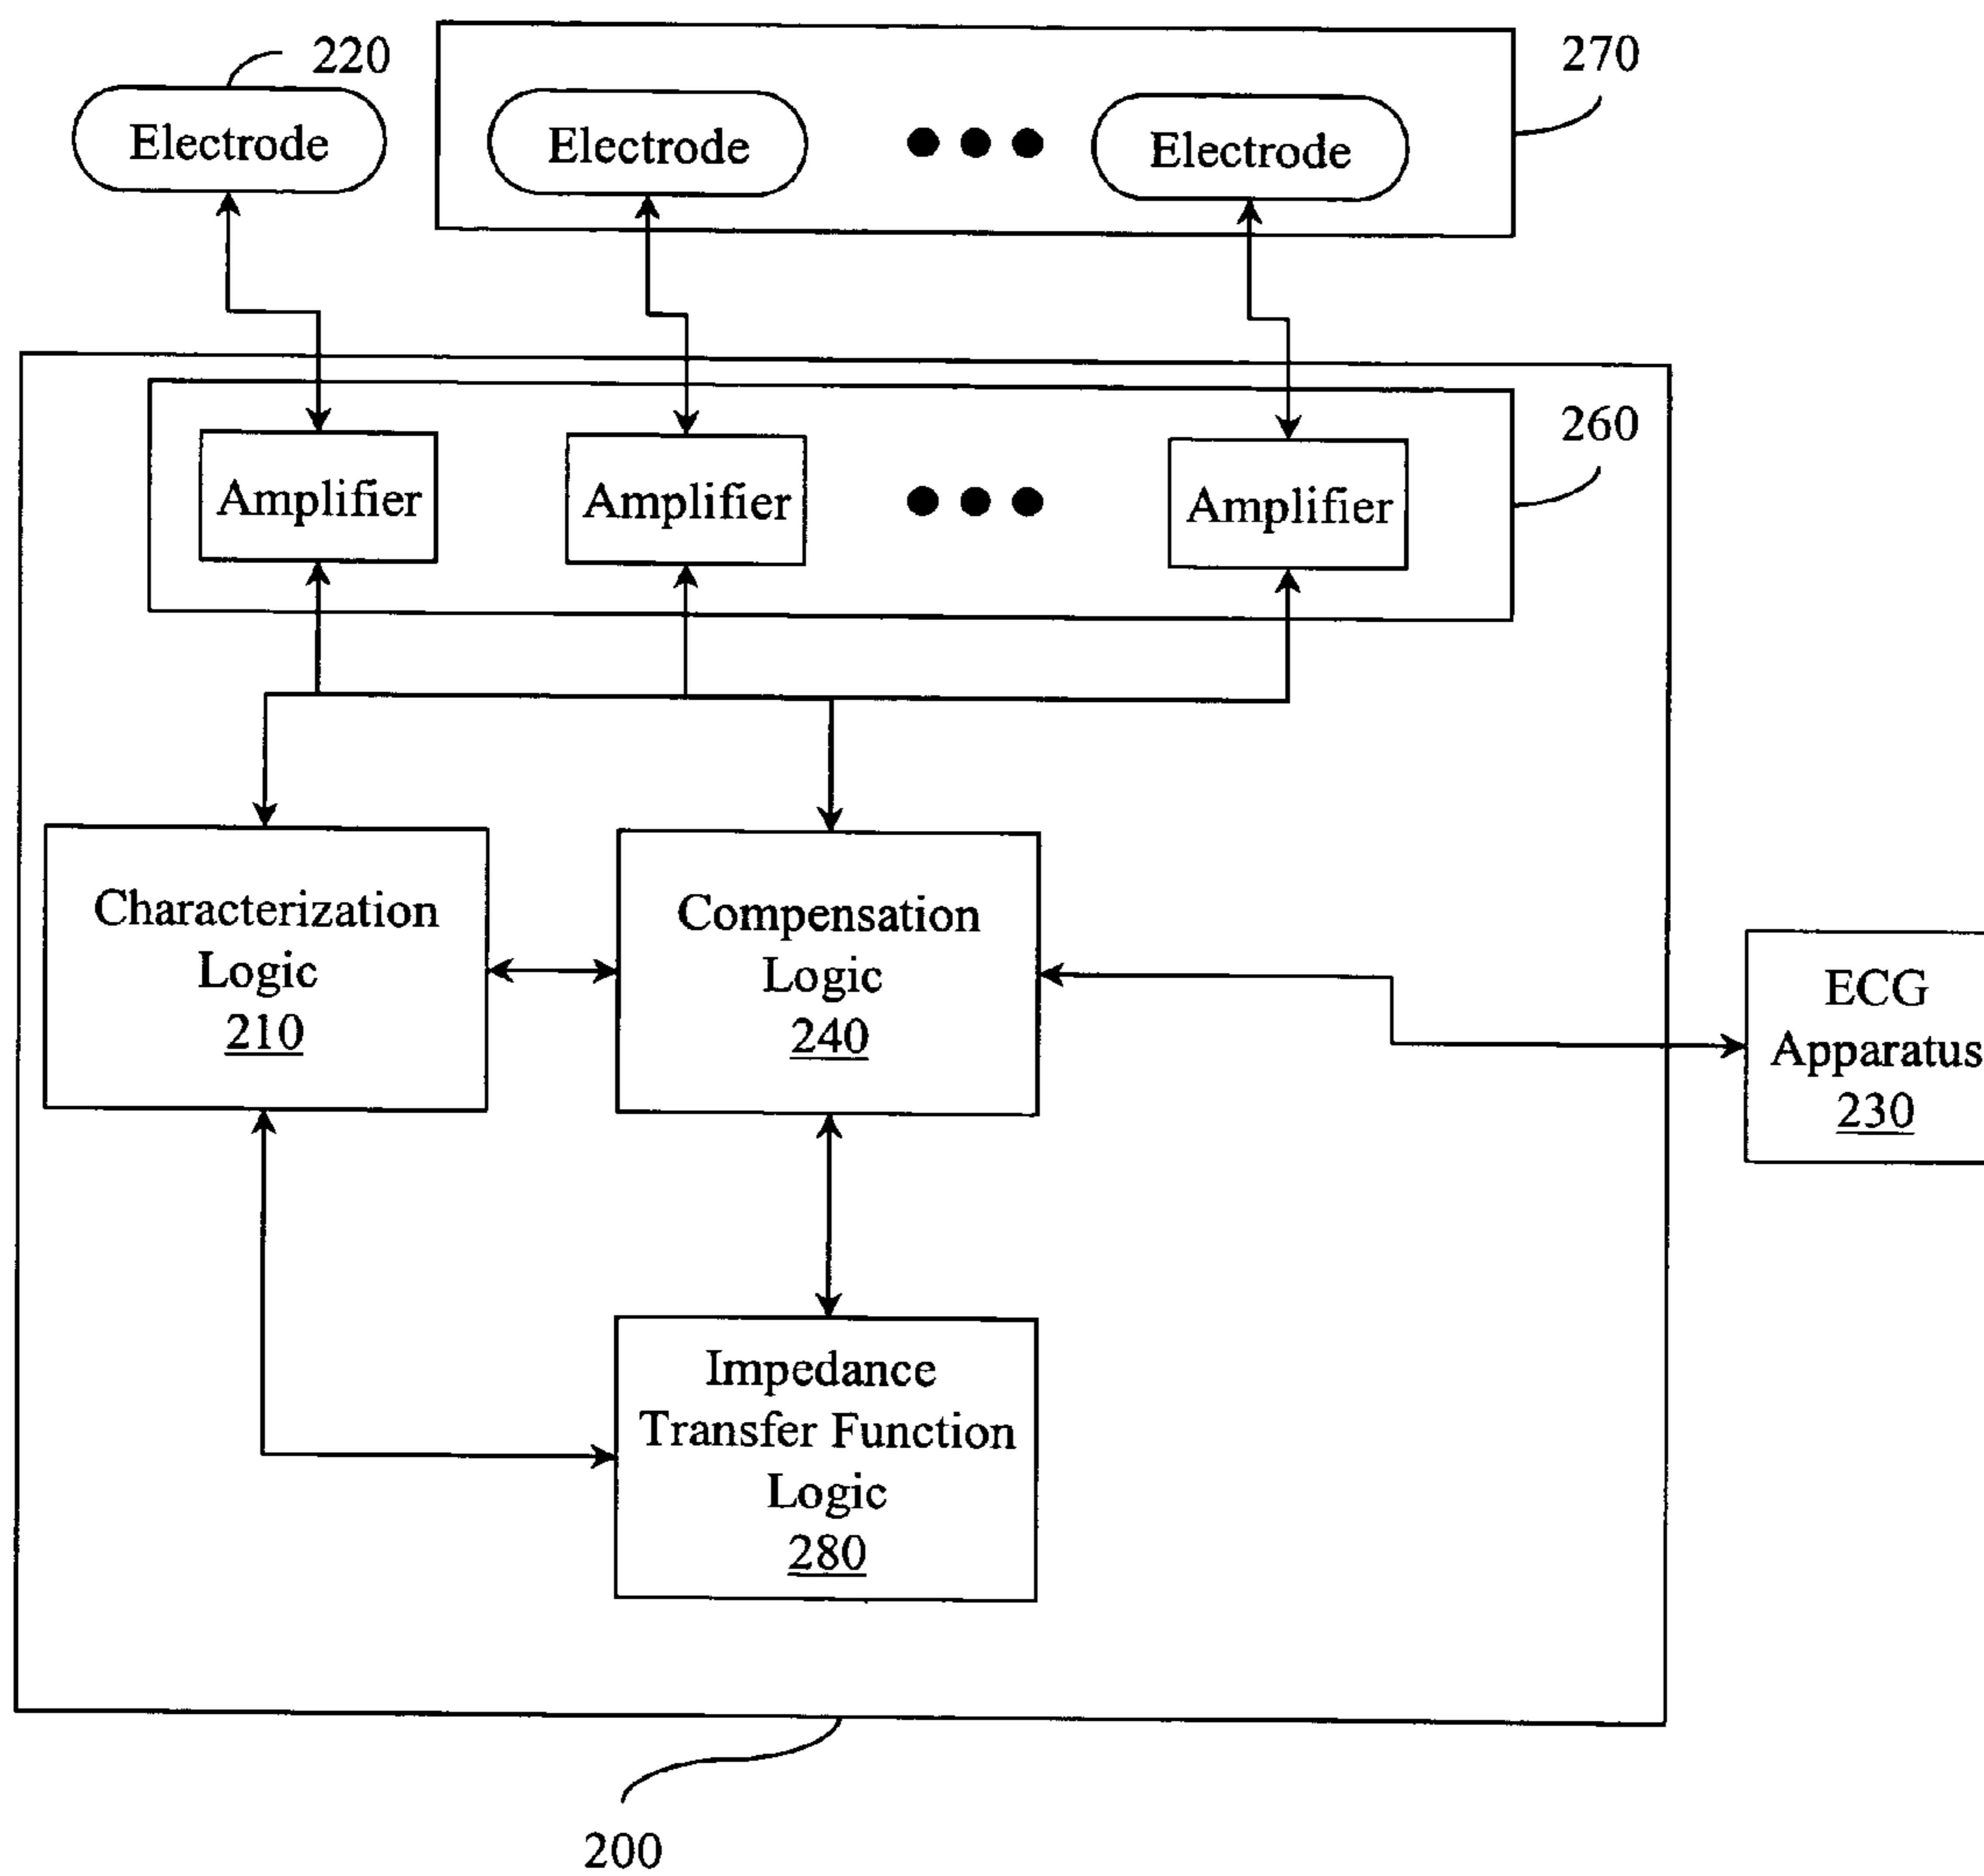 220
270
Electrode
Electrode
Electrode
260
Amplifier
Amplifier
Amplifier
Characterization
Logic
210
Compensation
Logic
240
ECG
Apparatus
230
Impedance
Transfer Function
Logic
280
200